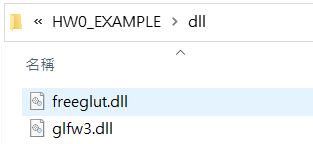 « HW0_EXAMPLE > dll
名稱
freeglut.dll
glfw3.dll